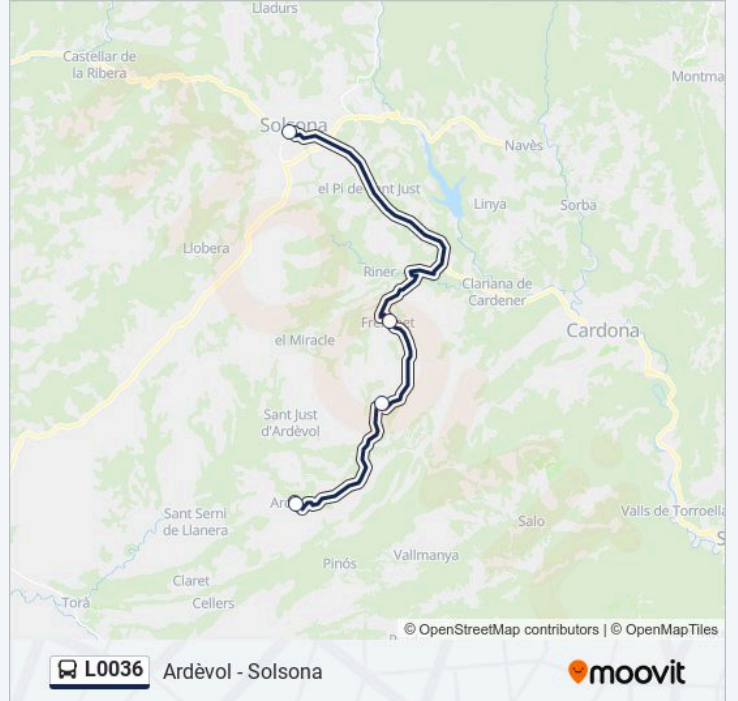 Lladurs
Castellar de
la Ribera
Montma
Solsona
Navès
el Pi de Sant Just
Linya
Sorba
Llobera
Riner
Clariana de
Cardener
Cardona
el Miracle
Sant Just
d'Ardèvol
Sant Serni
de Llanera
Salo
Valls de Torroella
Vallmanya
Pinós
Claret
Torà
Cellers
© OpenStreetMap contributors | © OpenMapTiles
L0036
Ardèvol - Solsona
moovit